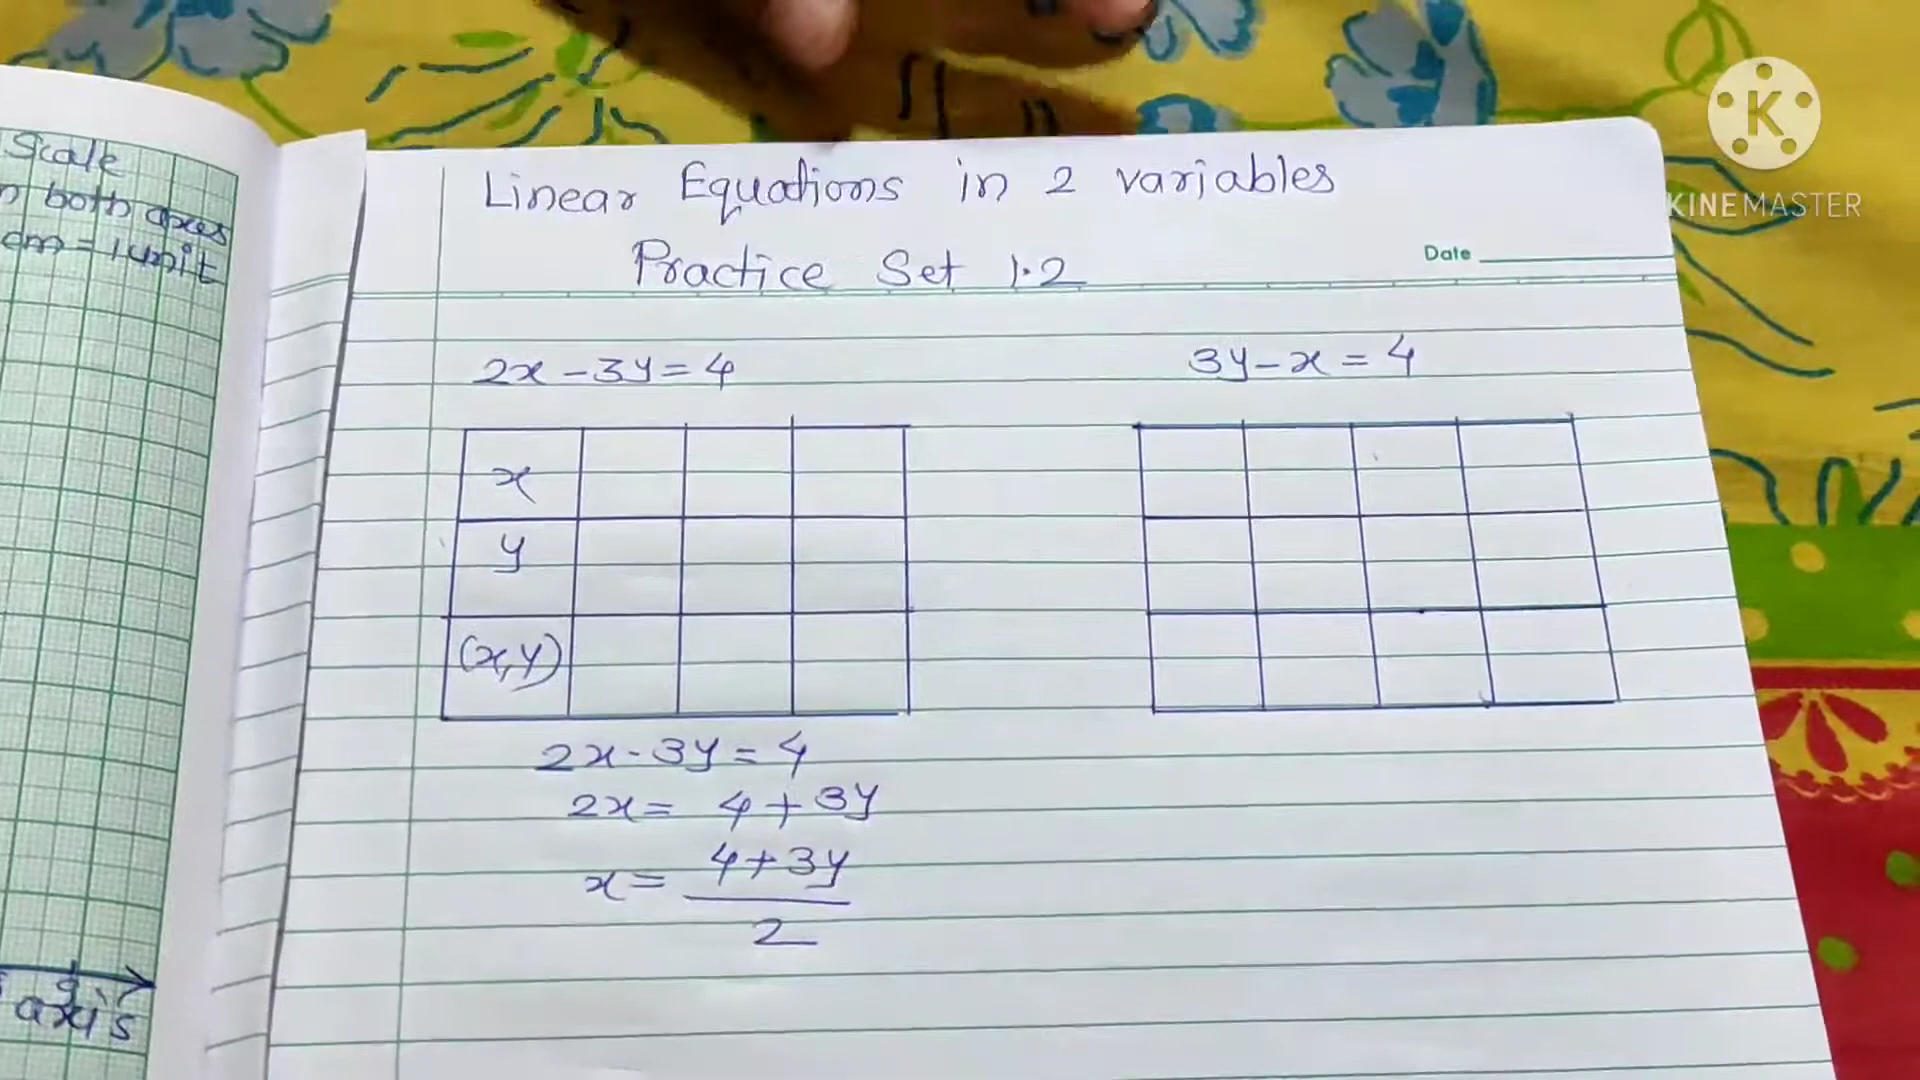 Scale
n both axes
cm = 1 unit
axis
Linear Equations in 2 variables
Practice Set 1.2
Date
2x - 3y = 4
x
y
(x,y)
2x - 3y = 4
2x = 4 + 3y
x = 4 + 3y
2
3y - x = 4
K
KINEMASTER